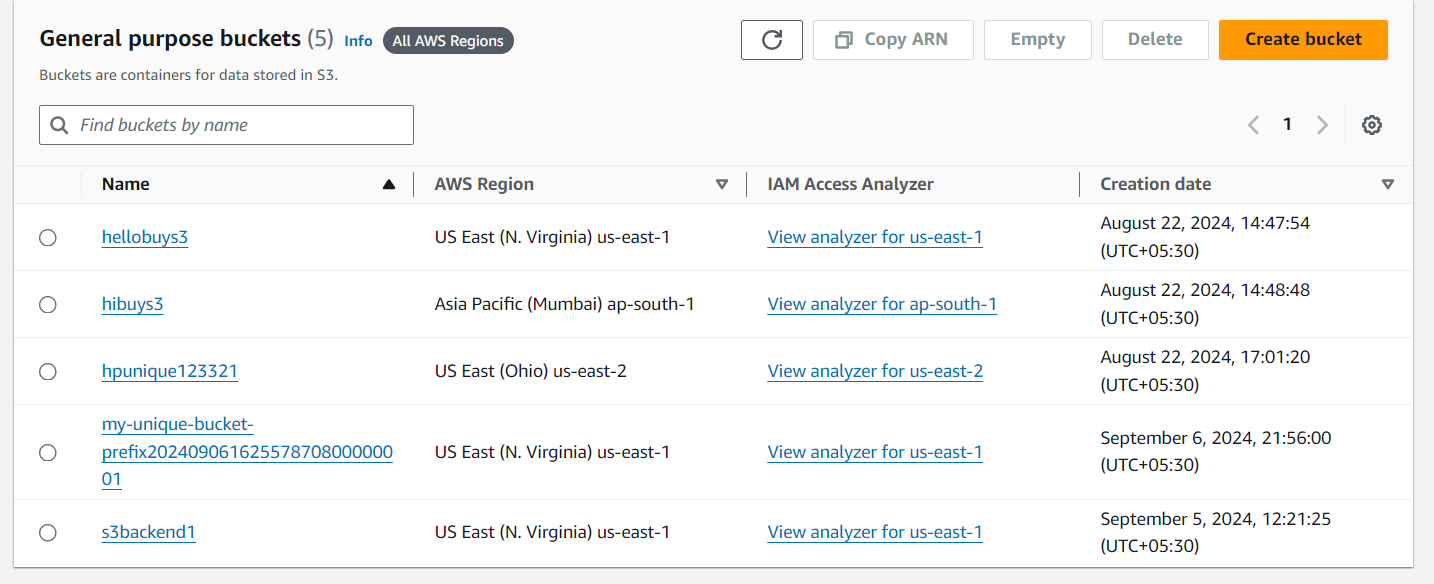 General purpose buckets (5) Info All AWS Regions
Copy ARN Empty Delete Create bucket
Buckets are containers for data stored in S3.
Find buckets by name
1
Name AWS Region IAM Access Analyzer Creation date
hellobuys3 US East (N. Virginia) us-east-1 View analyzer for us-east-1 August 22, 2024, 14:47:54
(UTC+05:30)
hibuys3 Asia Pacific (Mumbai) ap-south-1 View analyzer for ap-south-1 August 22, 2024, 14:48:48
(UTC+05:30)
hpunique123321 US East (Ohio) us-east-2 View analyzer for us-east-2 August 22, 2024, 17:01:20
(UTC+05:30)
my-unique-bucket-
prefix202409061625578708000000
01
US East (N. Virginia) us-east-1 View analyzer for us-east-1 September 6, 2024, 21:56:00
(UTC+05:30)
s3backend1 US East (N. Virginia) us-east-1 View analyzer for us-east-1 September 5, 2024, 12:21:25
(UTC+05:30)